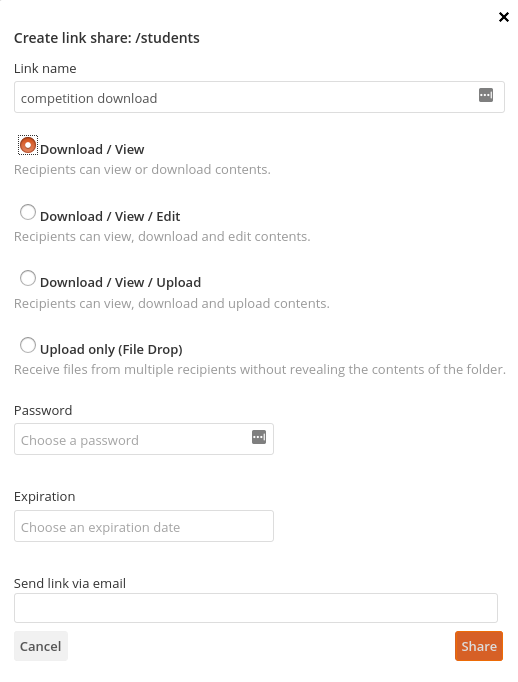 Create link share: /students
Link name
competition download
Download / View
Recipients can view or download contents.
Download / View / Edit
Recipients can view, download and edit contents.
Download / View / Upload
Recipients can view, download and upload contents.
Upload only (File Drop)
Receive files from multiple recipients without revealing the contents of the folder.
Password
Choose a password
Expiration
Choose an expiration date
Send link via email
Cancel
Share